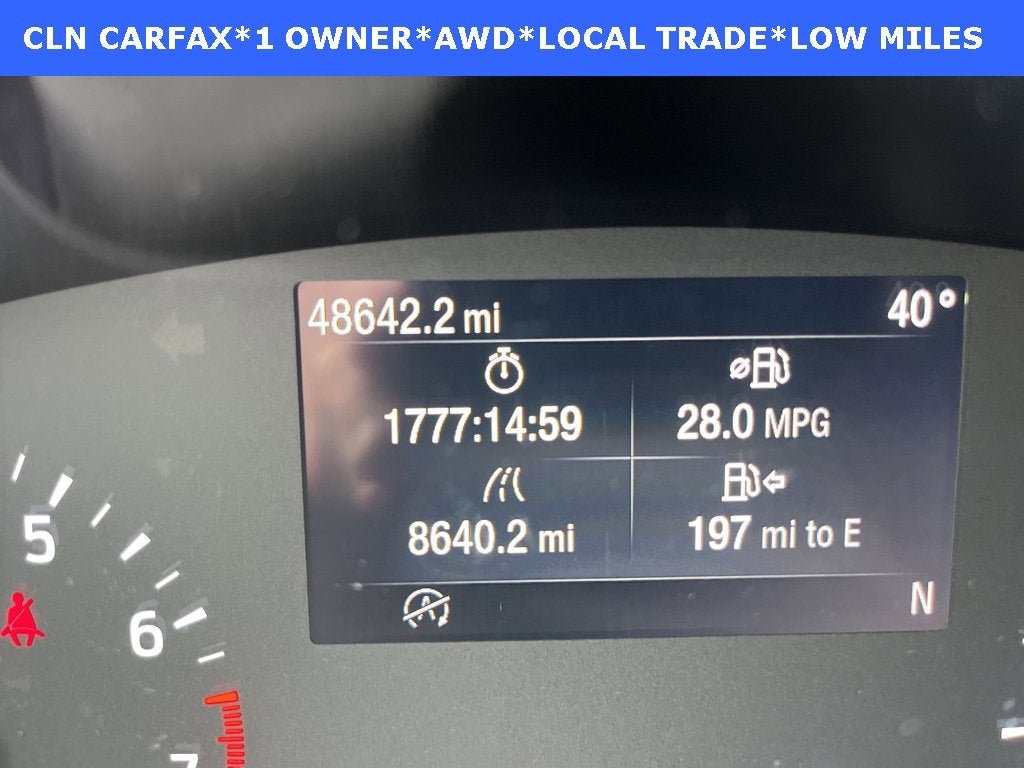 CLN CARFAX*1 OWNER*AWD*LOCAL TRADE*LOW MILES
48642.2 mi 40°
1777:14:59 28.0 MPG
8640.2 mi 197 mi to E
N
5
6
7